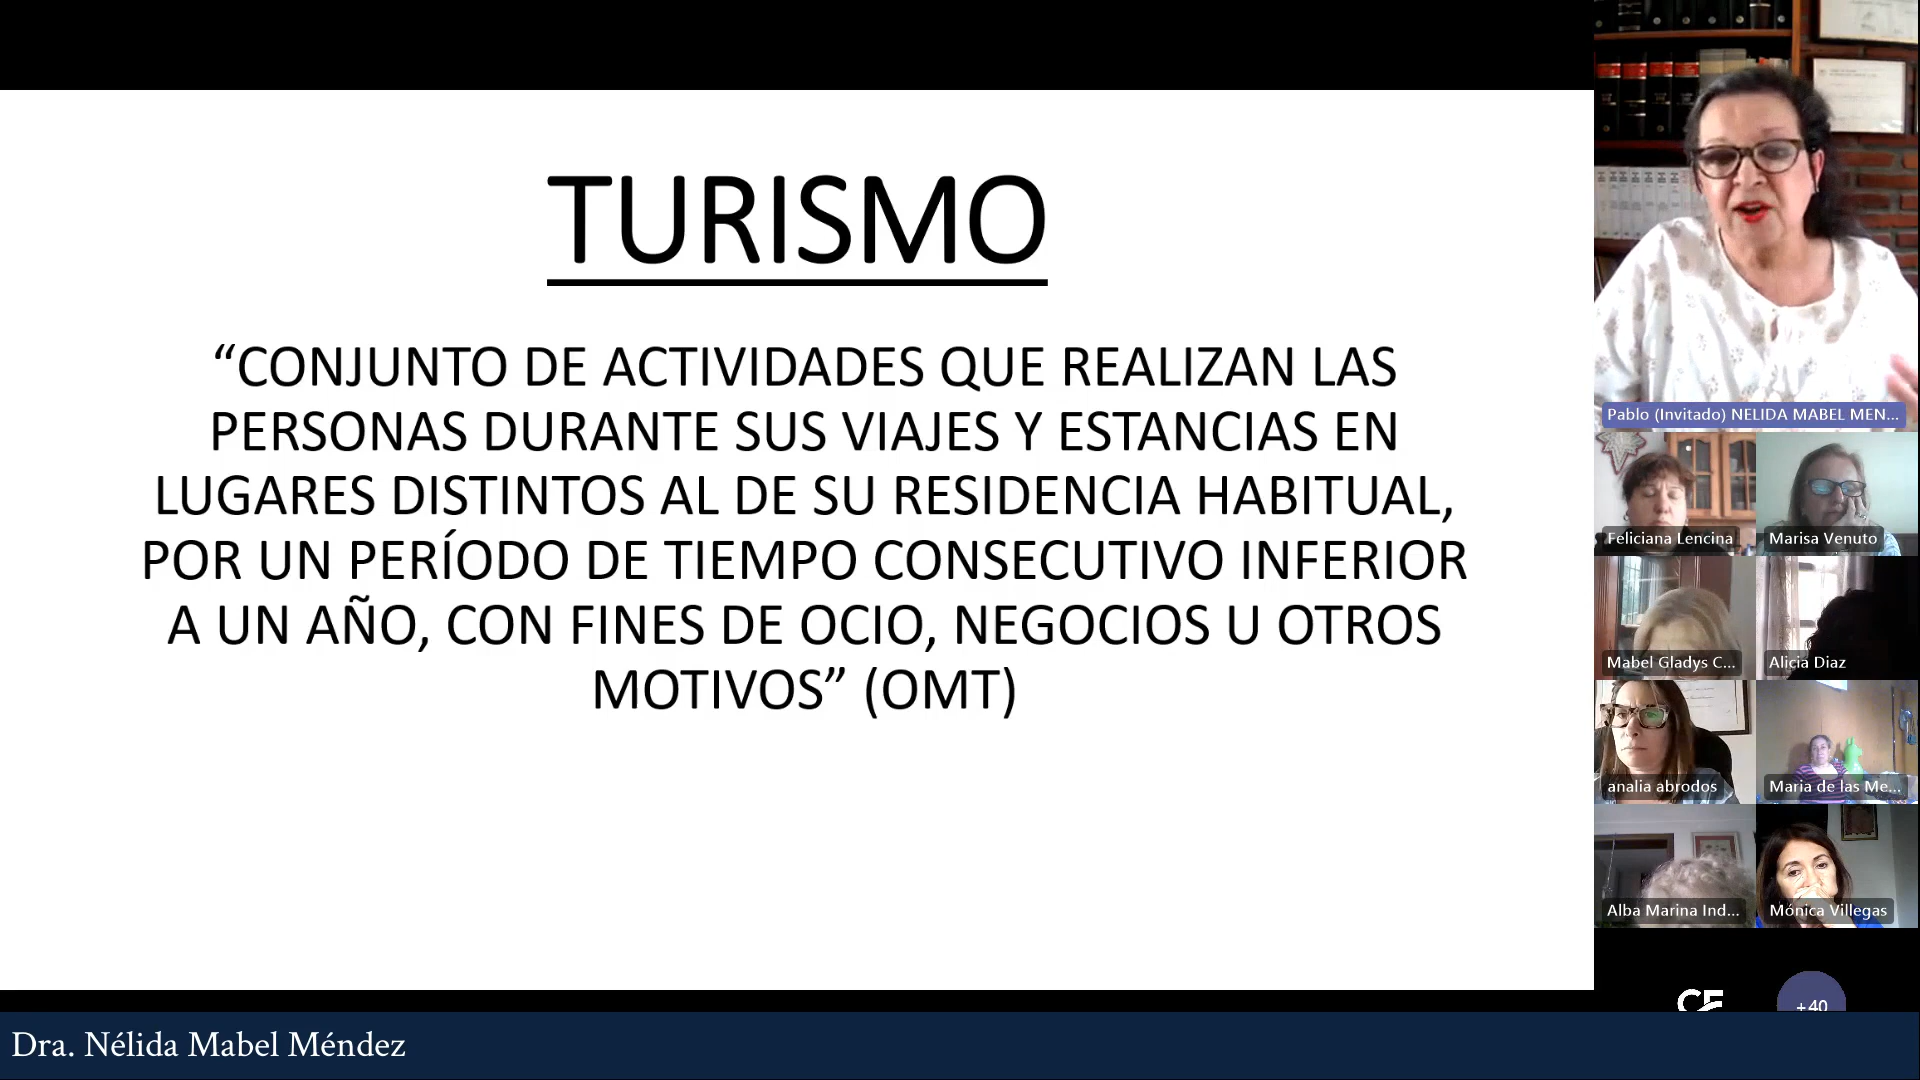 TURISMO
“CONJUNTO DE ACTIVIDADES QUE REALIZAN LAS
PERSONAS DURANTE SUS VIAJES Y ESTANCIAS EN
LUGARES DISTINTOS AL DE SU RESIDENCIA HABITUAL,
POR UN PERÍODO DE TIEMPO CONSECUTIVO INFERIOR
A UN AÑO, CON FINES DE OCIO, NEGOCIOS U OTROS
MOTIVOS” (OMT)
Pablo (Invitado) NELIDA MABEL MEN...
Feliciana Lencina
Marisa Venuto
Mabel Gladys C...
Alicia Diaz
analia abrodos
Maria de las Me...
Alba Marina Ind...
Mónica Villegas
CF
+40
Dra. Nélida Mabel Méndez